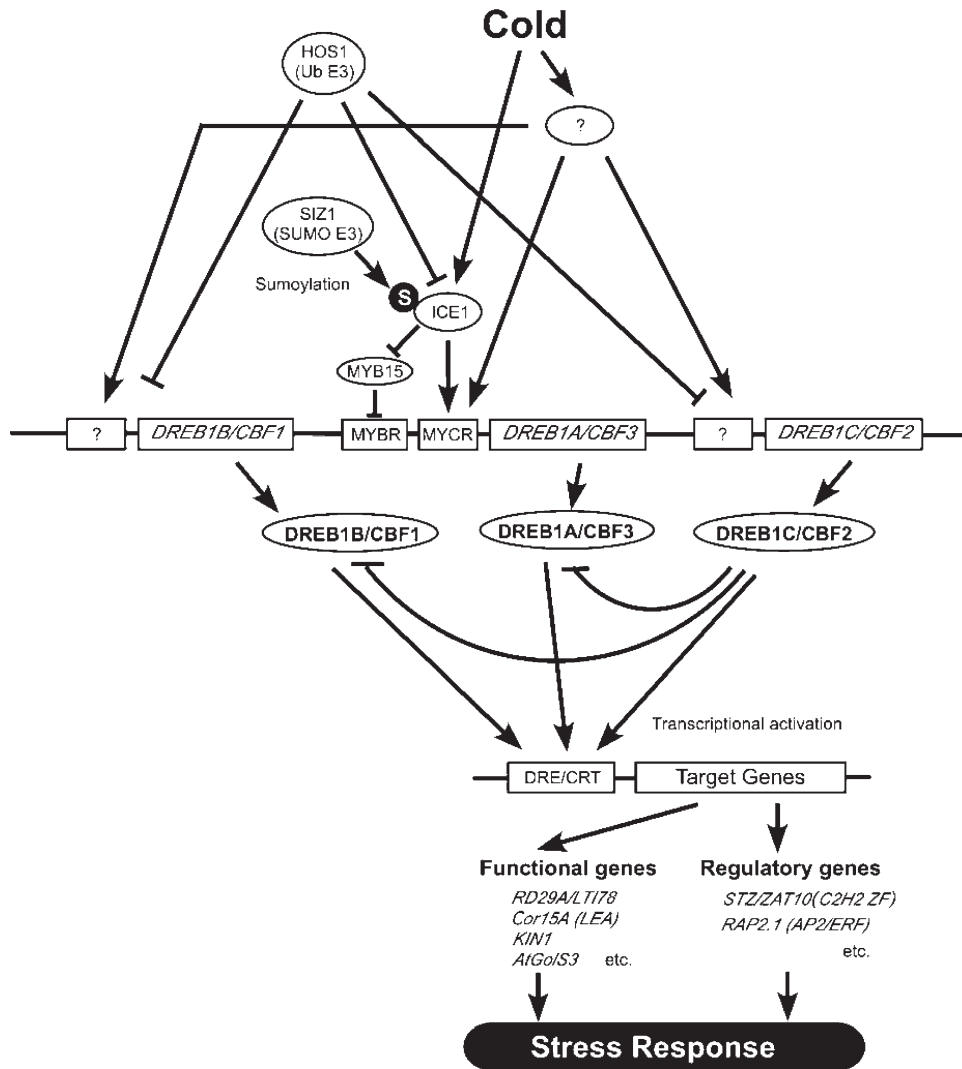 Cold
HOS1
(Ub E3)
?
SIZ1
(SUMO E3)
Sumoylation
S
ICE1
MYB15
?
DREB1B/CBF1
MYBR
MYCR
DREB1A/CBF3
?
DREB1C/CBF2
DREB1B/CBF1
DREB1A/CBF3
DREB1C/CBF2
Transcriptional activation
DRE/CRT
Target Genes
Functional genes
RD29A/LTI78
Cor15A (LEA)
KIN1
AtGolS3 etc.
Regulatory genes
STZ/ZAT10(C2H2 ZF)
RAP2.1 (AP2/ERF)
etc.
Stress Response